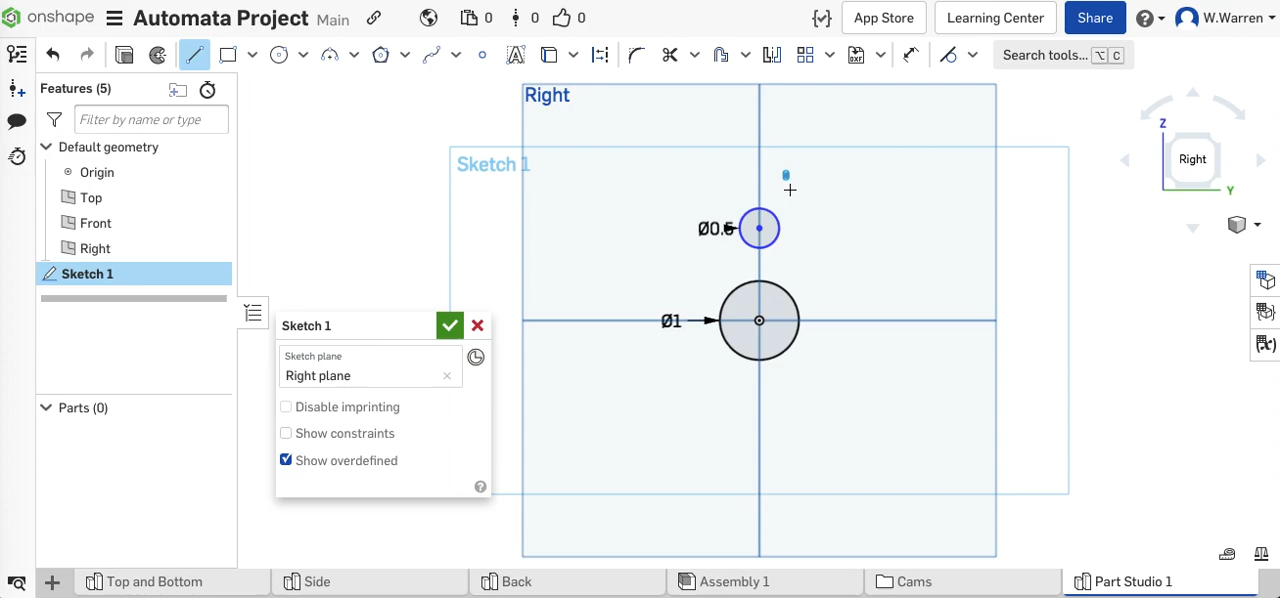 onshape Automata Project Main 0 0 0 App Store Learning Center Share W.Warren
Search tools... ⌥ C
Features (5)
Filter by name or type
Default geometry
Origin
Top
Front
Right
Sketch 1
Parts (0)
Sketch 1
Sketch plane
Right plane
Disable imprinting
Show constraints
Show overdefined
Right
Sketch 1
Ø0.5
Ø1
Z
Right
Y
Top and Bottom Side Back Assembly 1 Cams Part Studio 1